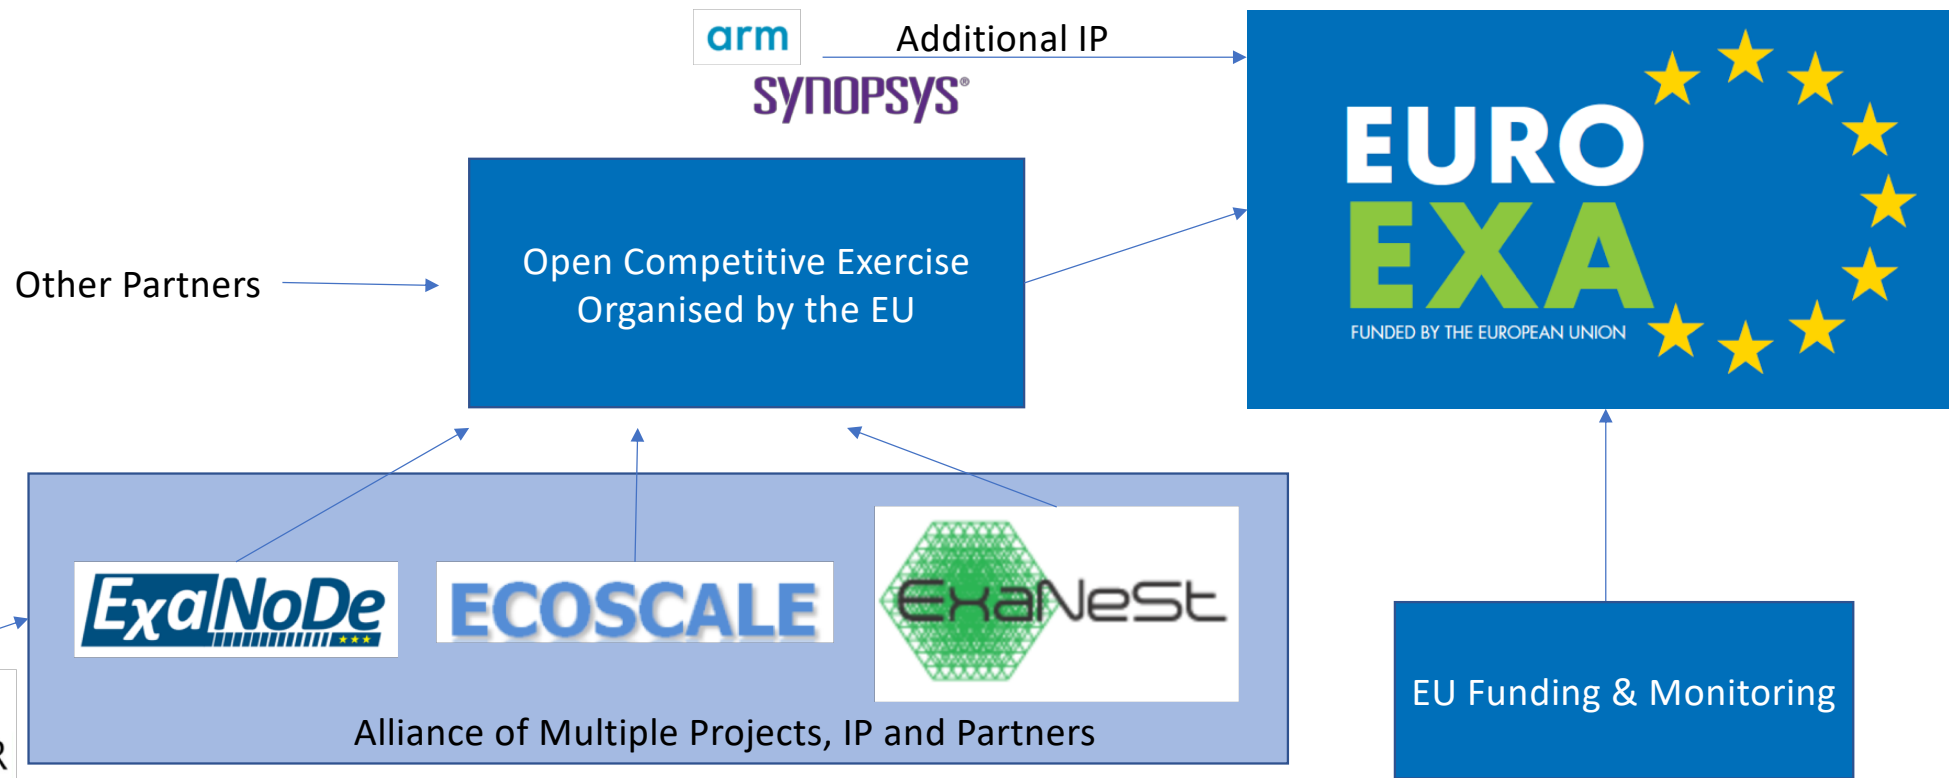 arm
Additional IP
SYNOPSYS®
EURO
EXA
FUNDED BY THE EUROPEAN UNION
Open Competitive Exercise
Organised by the EU
Other Partners
ExaNoDe
ECOSCALE
ExaNeSt
Alliance of Multiple Projects, IP and Partners
EU Funding & Monitoring
R